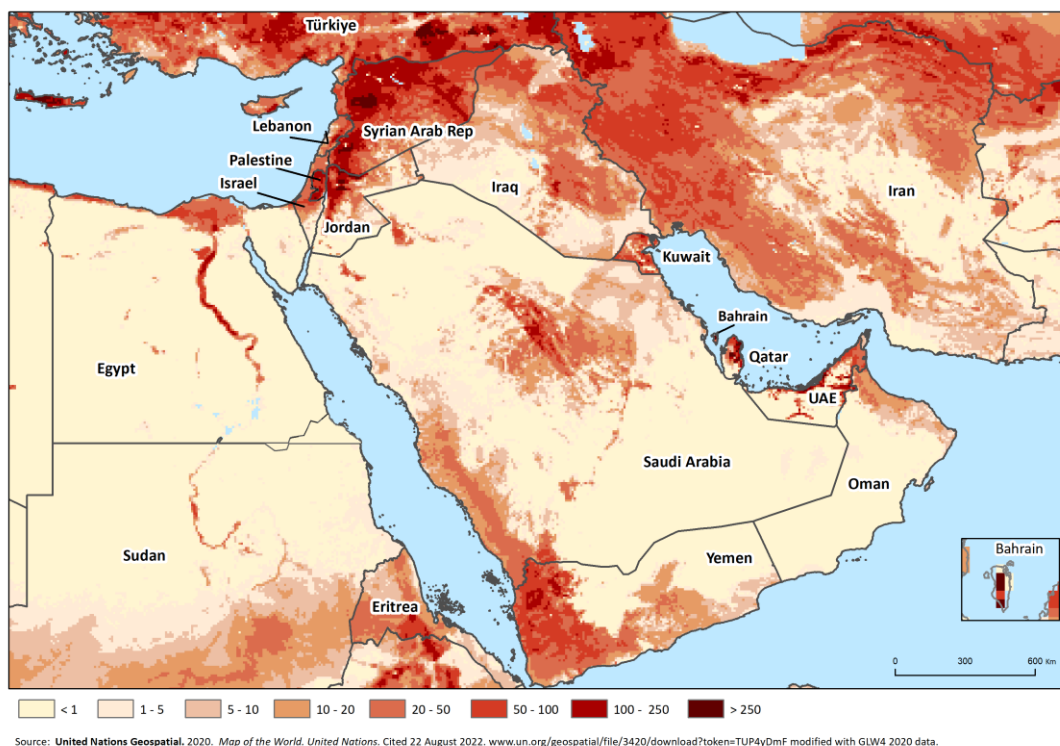 Türkiye
Lebanon
Syrian Arab Rep
Palestine
Israel
Iraq
Iran
Jordan
Kuwait
Bahrain
Qatar
Egypt
UAE
Saudi Arabia
Oman
Sudan
Yemen
Bahrain
Eritrea
0 300 600 Km
< 1 1 - 5 5 - 10 10 - 20 20 - 50 50 - 100 100 - 250 > 250
Source: United Nations Geospatial. 2020. Map of the World. United Nations. Cited 22 August 2022. www.un.org/geospatial/file/3420/download?token=TUP4yDmF modified with GLW4 2020 data.